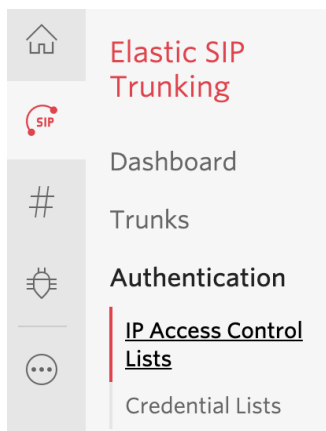 Elastic SIP
Trunking
SIP
Dashboard
#
Trunks
Authentication
IP Access Control
Lists
Credential Lists